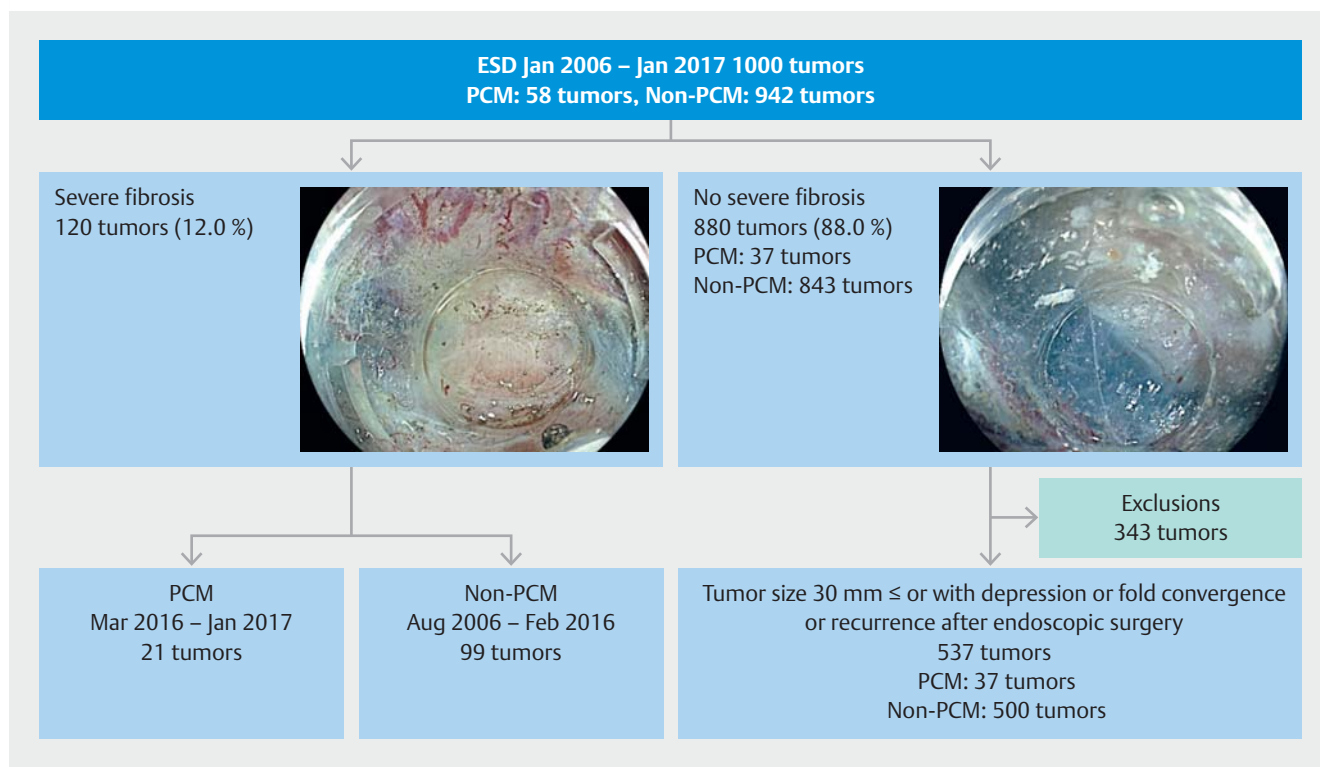 ESD Jan 2006 – Jan 2017 1000 tumors
PCM: 58 tumors, Non-PCM: 942 tumors
Severe fibrosis
120 tumors (12.0 %)
No severe fibrosis
880 tumors (88.0 %)
PCM: 37 tumors
Non-PCM: 843 tumors
Exclusions
343 tumors
PCM
Mar 2016 – Jan 2017
21 tumors
Non-PCM
Aug 2006 – Feb 2016
99 tumors
Tumor size 30 mm ≤ or with depression or fold convergence
or recurrence after endoscopic surgery
537 tumors
PCM: 37 tumors
Non-PCM: 500 tumors